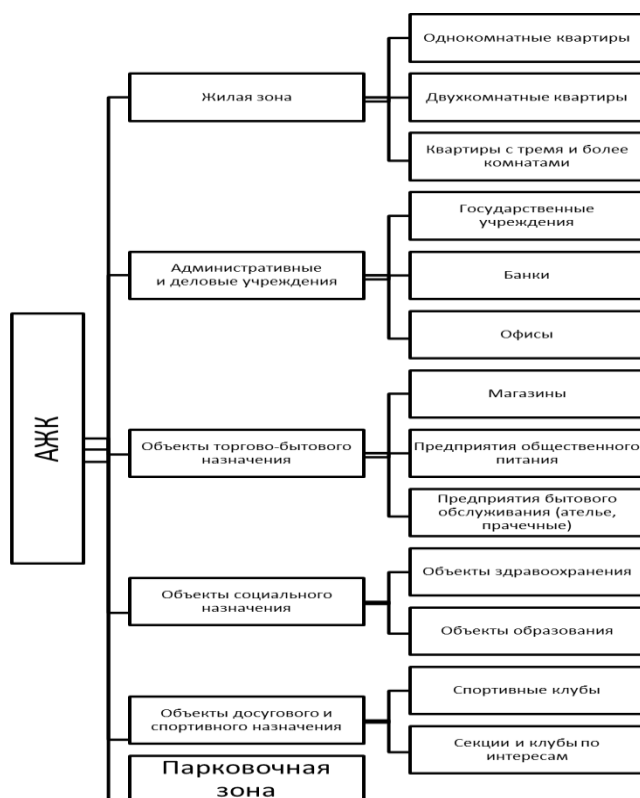 АЖК
Жилая зона
Однокомнатные квартиры
Двухкомнатные квартиры
Квартиры с тремя и более
комнатами
Административные
и деловые учреждения
Государственные
учреждения
Банки
Офисы
Объекты торгово-бытового
назначения
Магазины
Предприятия общественного
питания
Предприятия бытового
обслуживания (ателье,
прачечные)
Объекты социального
назначения
Объекты здравоохранения
Объекты образования
Объекты досугового и
спортивного назначения
Спортивные клубы
Секции и клубы по
интересам
Парковочная
зона